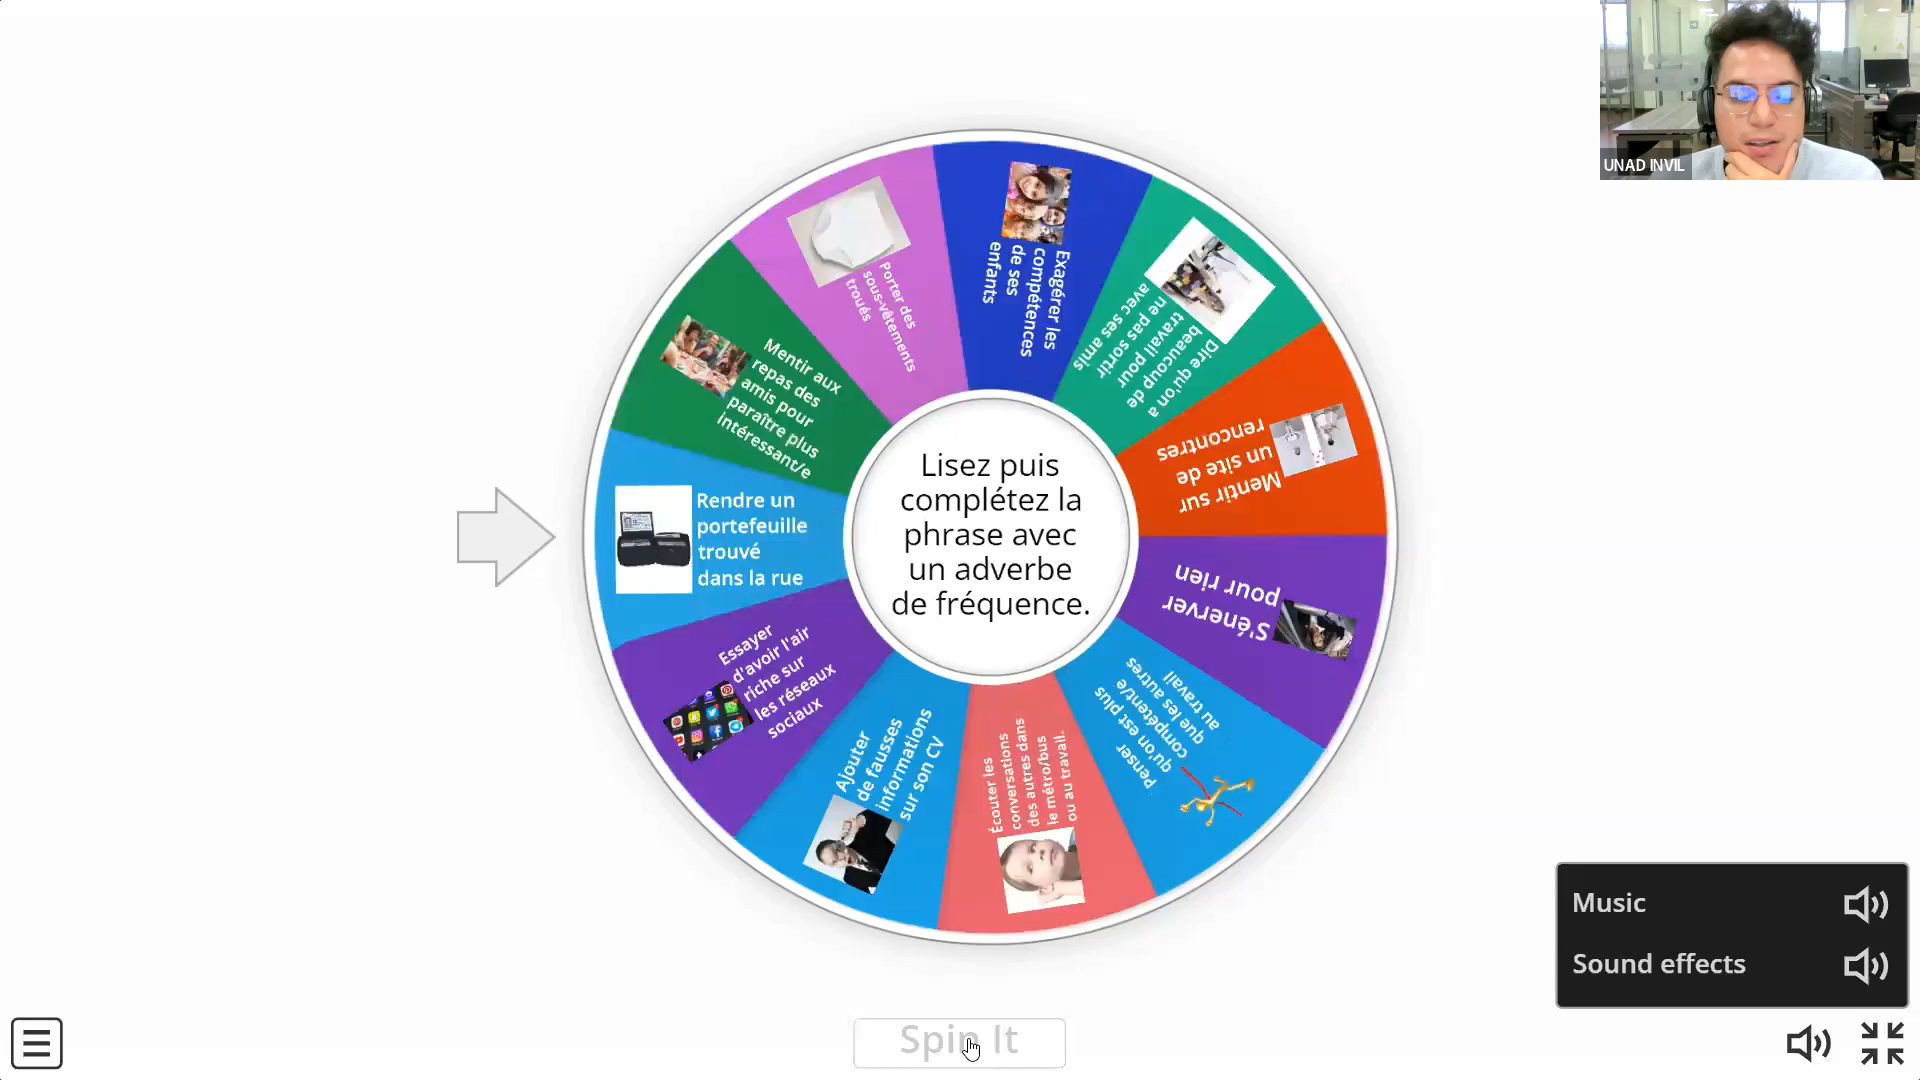 UNAD INVIL
Exagérer les
compétences
de ses
enfants
Dire qu'on a
beaucoup de
travail pour
ne pas sortir
avec ses amis
Mentir sur
un site de
rencontres
S'énerver
pour rien
Penser
qu'on est plus
compétent/e
que les autres
au travail
Écouter les
conversations
des autres dans
le métro/bus
ou au travail.
Ajouter
de fausses
informations
sur son CV
Essayer
d'avoir l'air
riche sur
les réseaux
sociaux
Rendre un
portefeuille
trouvé
dans la rue
Mentir aux
repas des
amis pour
paraître plus
intéressant/e
Porter des
sous-vêtements
troués
Lisez puis
complétez la
phrase avec
un adverbe
de fréquence.
Music
Sound effects
Spin It